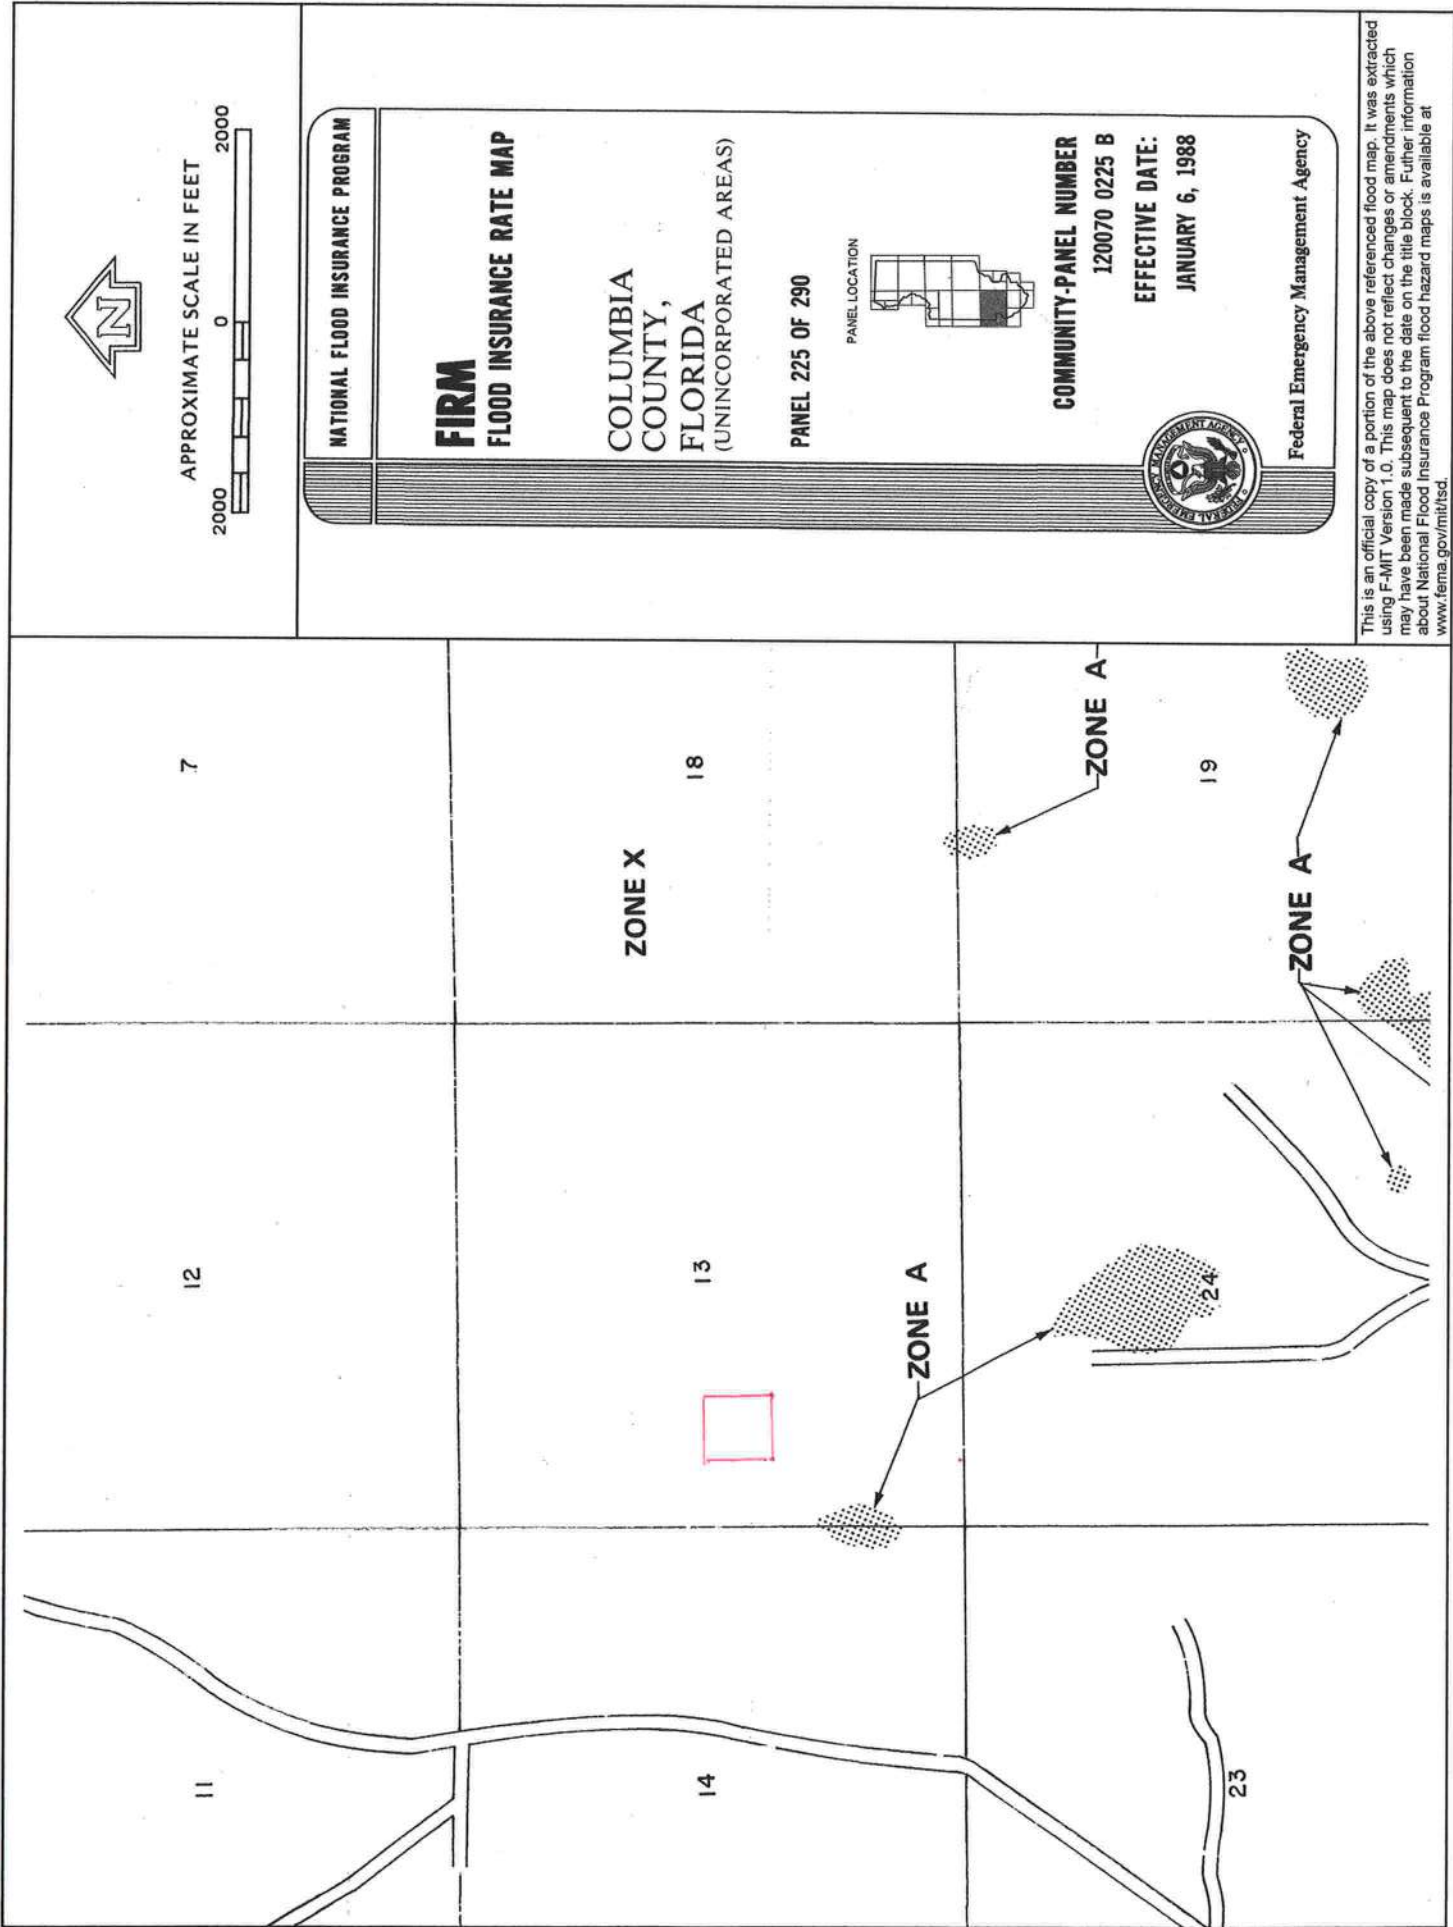 APPROXIMATE SCALE IN FEET
2000 0 2000
N
NATIONAL FLOOD INSURANCE PROGRAM
FIRM
FLOOD INSURANCE RATE MAP
COLUMBIA
COUNTY,
FLORIDA
(UNINCORPORATED AREAS)
PANEL 225 OF 290
PANEL LOCATION
COMMUNITY-PANEL NUMBER
120070 0225 B
EFFECTIVE DATE:
JANUARY 6, 1988
FEDERAL EMERGENCY MANAGEMENT AGENCY
Federal Emergency Management Agency
This is an official copy of a portion of the above referenced flood map. It was extracted
using F-MIT Version 1.0. This map does not reflect changes or amendments which
may have been made subsequent to the date on the title block. Futher information
about National Flood Insurance Program flood hazard maps is available at
www.fema.gov/mit/tsd.
11
12
7
ZONE X
14
13
18
ZONE A
ZONE A
23
24
19
ZONE A